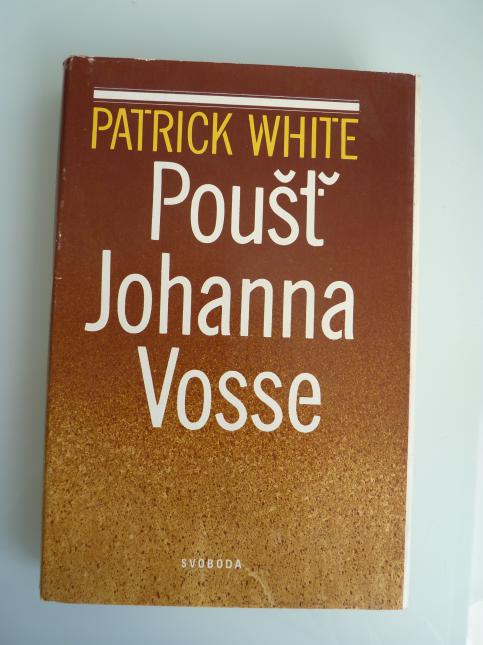 PATRICK WHITE
Poušť
Johanna
Vosse
SVOBODA